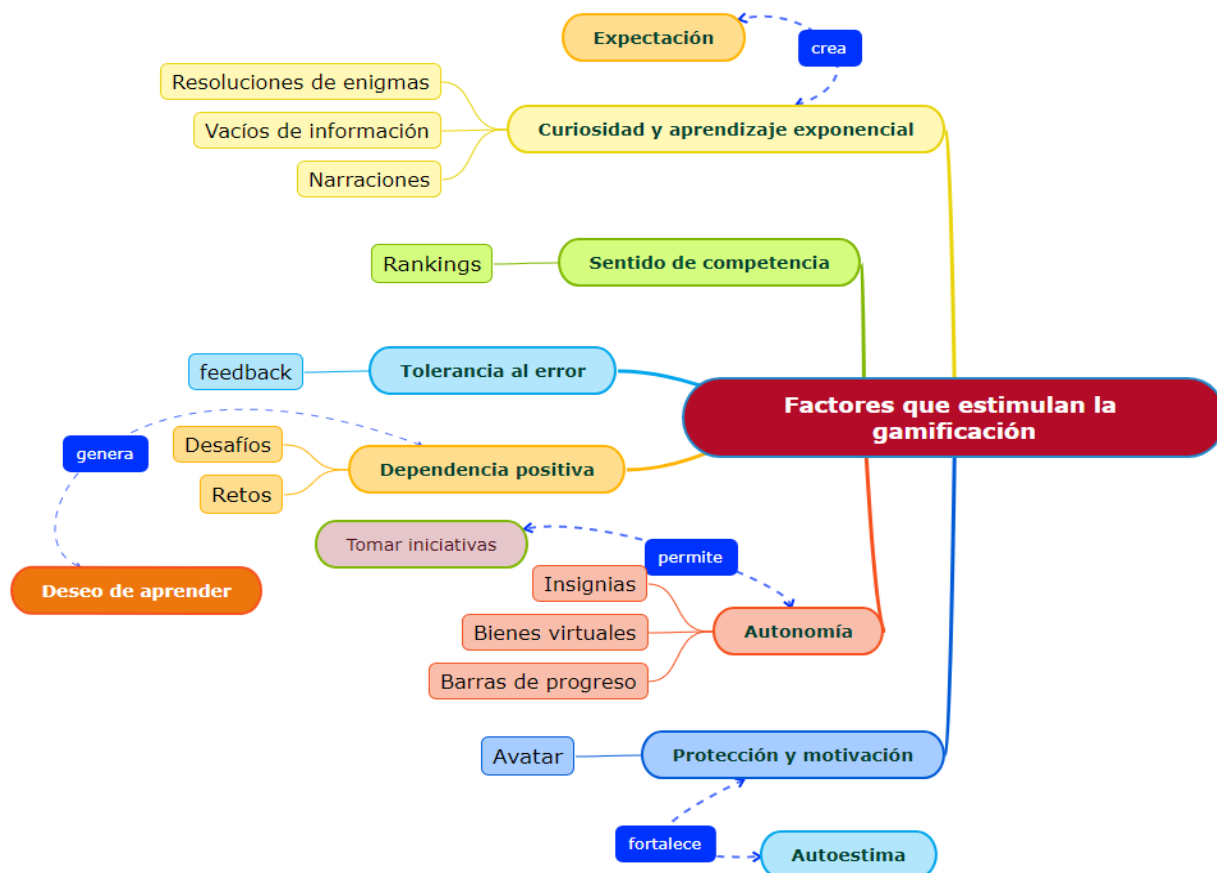 Expectación
crea
Resoluciones de enigmas
Vacíos de información
Narraciones
Curiosidad y aprendizaje exponencial
Rankings
Sentido de competencia
feedback
Tolerancia al error
Factores que estimulan la
gamificación
genera
Desafíos
Retos
Dependencia positiva
Deseo de aprender
Tomar iniciativas
permite
Insignias
Bienes virtuales
Barras de progreso
Autonomía
Avatar
Protección y motivación
fortalece
Autoestima